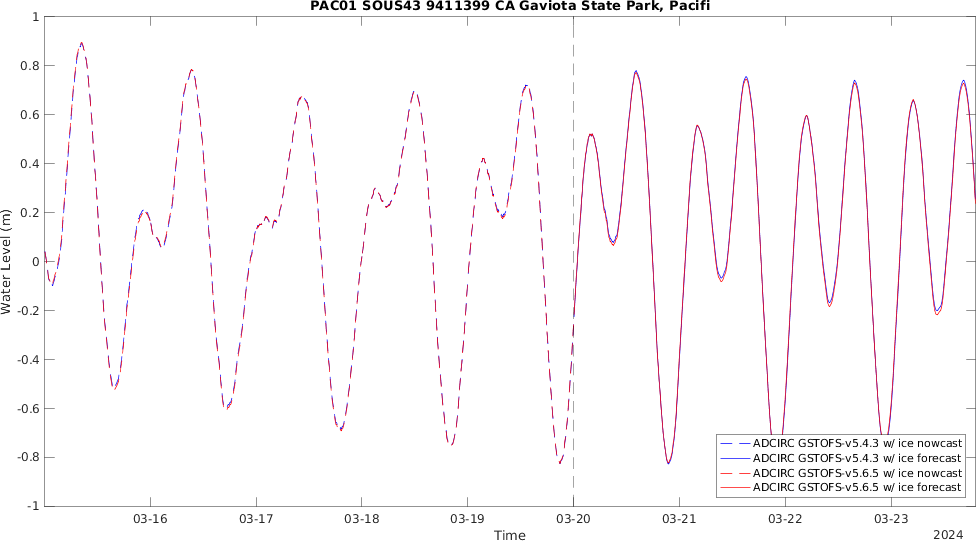 PAC01 SOUS43 9411399 CA Gaviota State Park, Pacifi
1
0.8
0.6
0.4
0.2
0
-0.2
-0.4
-0.6
-0.8
-1
Water Level (m)
03-16
03-17
03-18
03-19
03-20
03-21
03-22
03-23
Time
2024
ADCIRC GSTOFS-v5.4.3 w/ ice nowcast
ADCIRC GSTOFS-v5.4.3 w/ ice forecast
ADCIRC GSTOFS-v5.6.5 w/ ice nowcast
ADCIRC GSTOFS-v5.6.5 w/ ice forecast